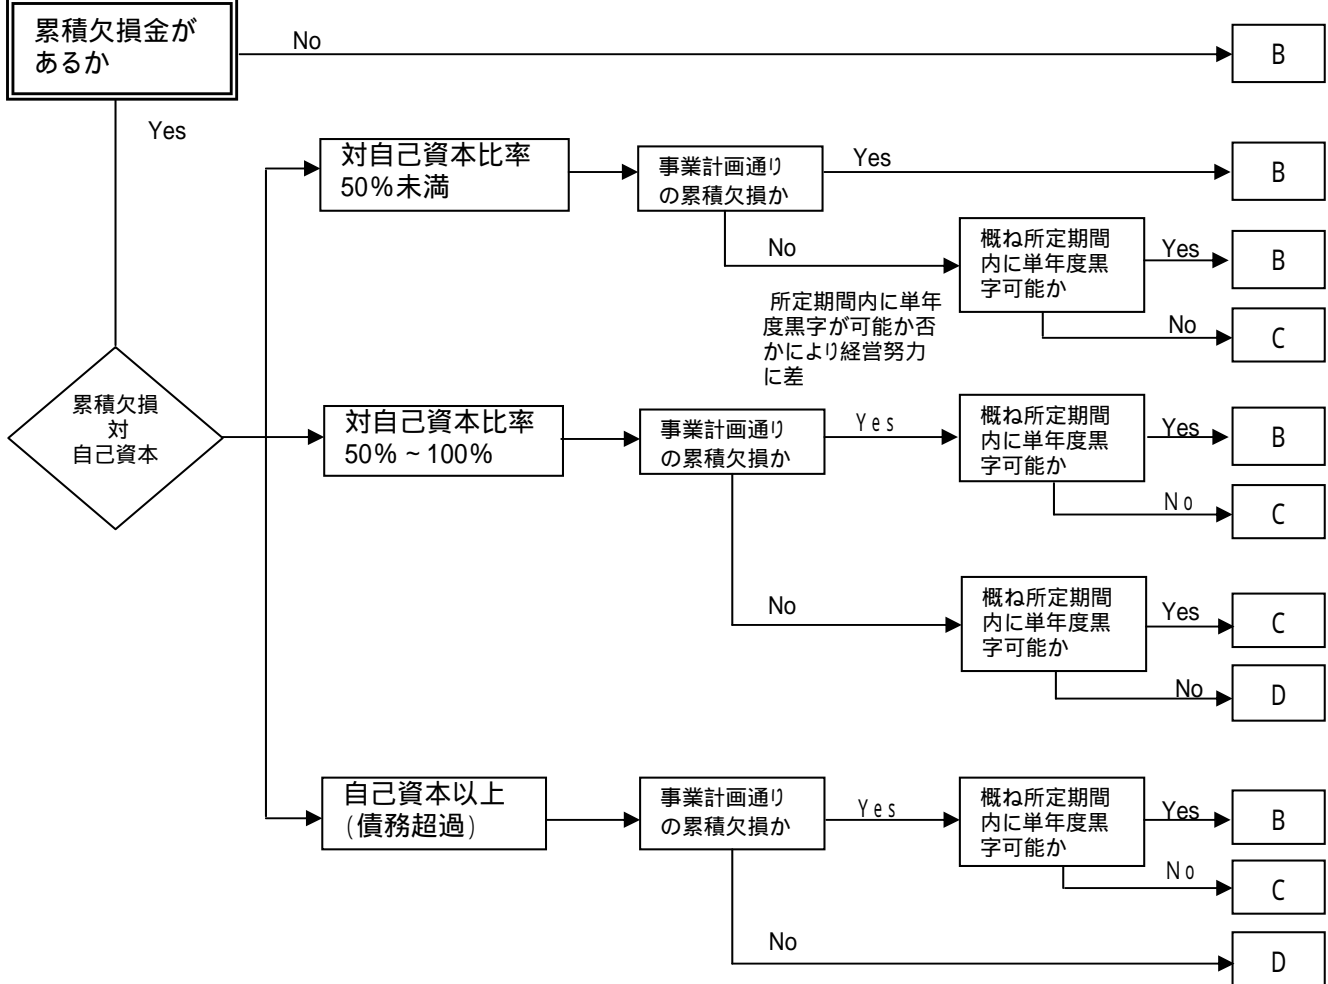 累積欠損金が
あるか
No
B
Yes
対自己資本比率
50%未満
事業計画通り
の累積欠損か
Yes
B
No
概ね所定期間
内に単年度黒
字可能か
Yes
B
No
C
所定期間内に単年
度黒字が可能か否
かにより経営努力
に差
累積欠損
対
自己資本
対自己資本比率
50%~100%
事業計画通り
の累積欠損か
Yes
概ね所定期間
内に単年度黒
字可能か
Yes
B
No
C
No
概ね所定期間
内に単年度黒
字可能か
Yes
C
No
D
自己資本以上
(債務超過)
事業計画通り
の累積欠損か
Yes
概ね所定期間
内に単年度黒
字可能か
Yes
B
No
C
No
D